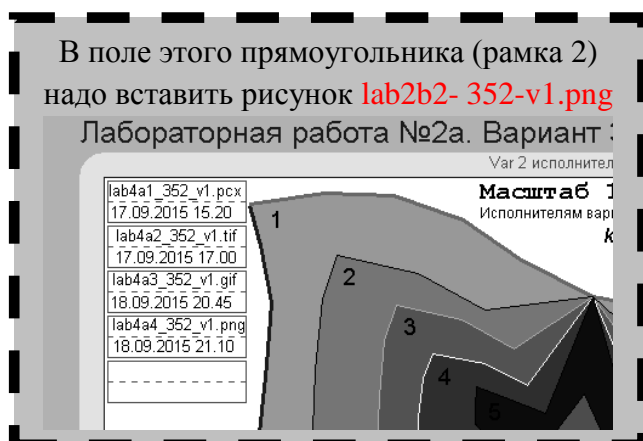 В поле этого прямоугольника (рамка 2)
надо вставить рисунок lab2b2- 352-v1.png
Лабораторная работа №2а. Вариант
Var 2 исполнител
lab4a1_352_v1.pcx
17.09.2015 15.20
lab4a2_352_v1.tif
17.09.2015 17.00
lab4a3_352_v1.gif
18.09.2015 20.45
lab4a4_352_v1.png
18.09.2015 21.10
Масштаб 1
Исполнителям вари
1
2
3
4
5